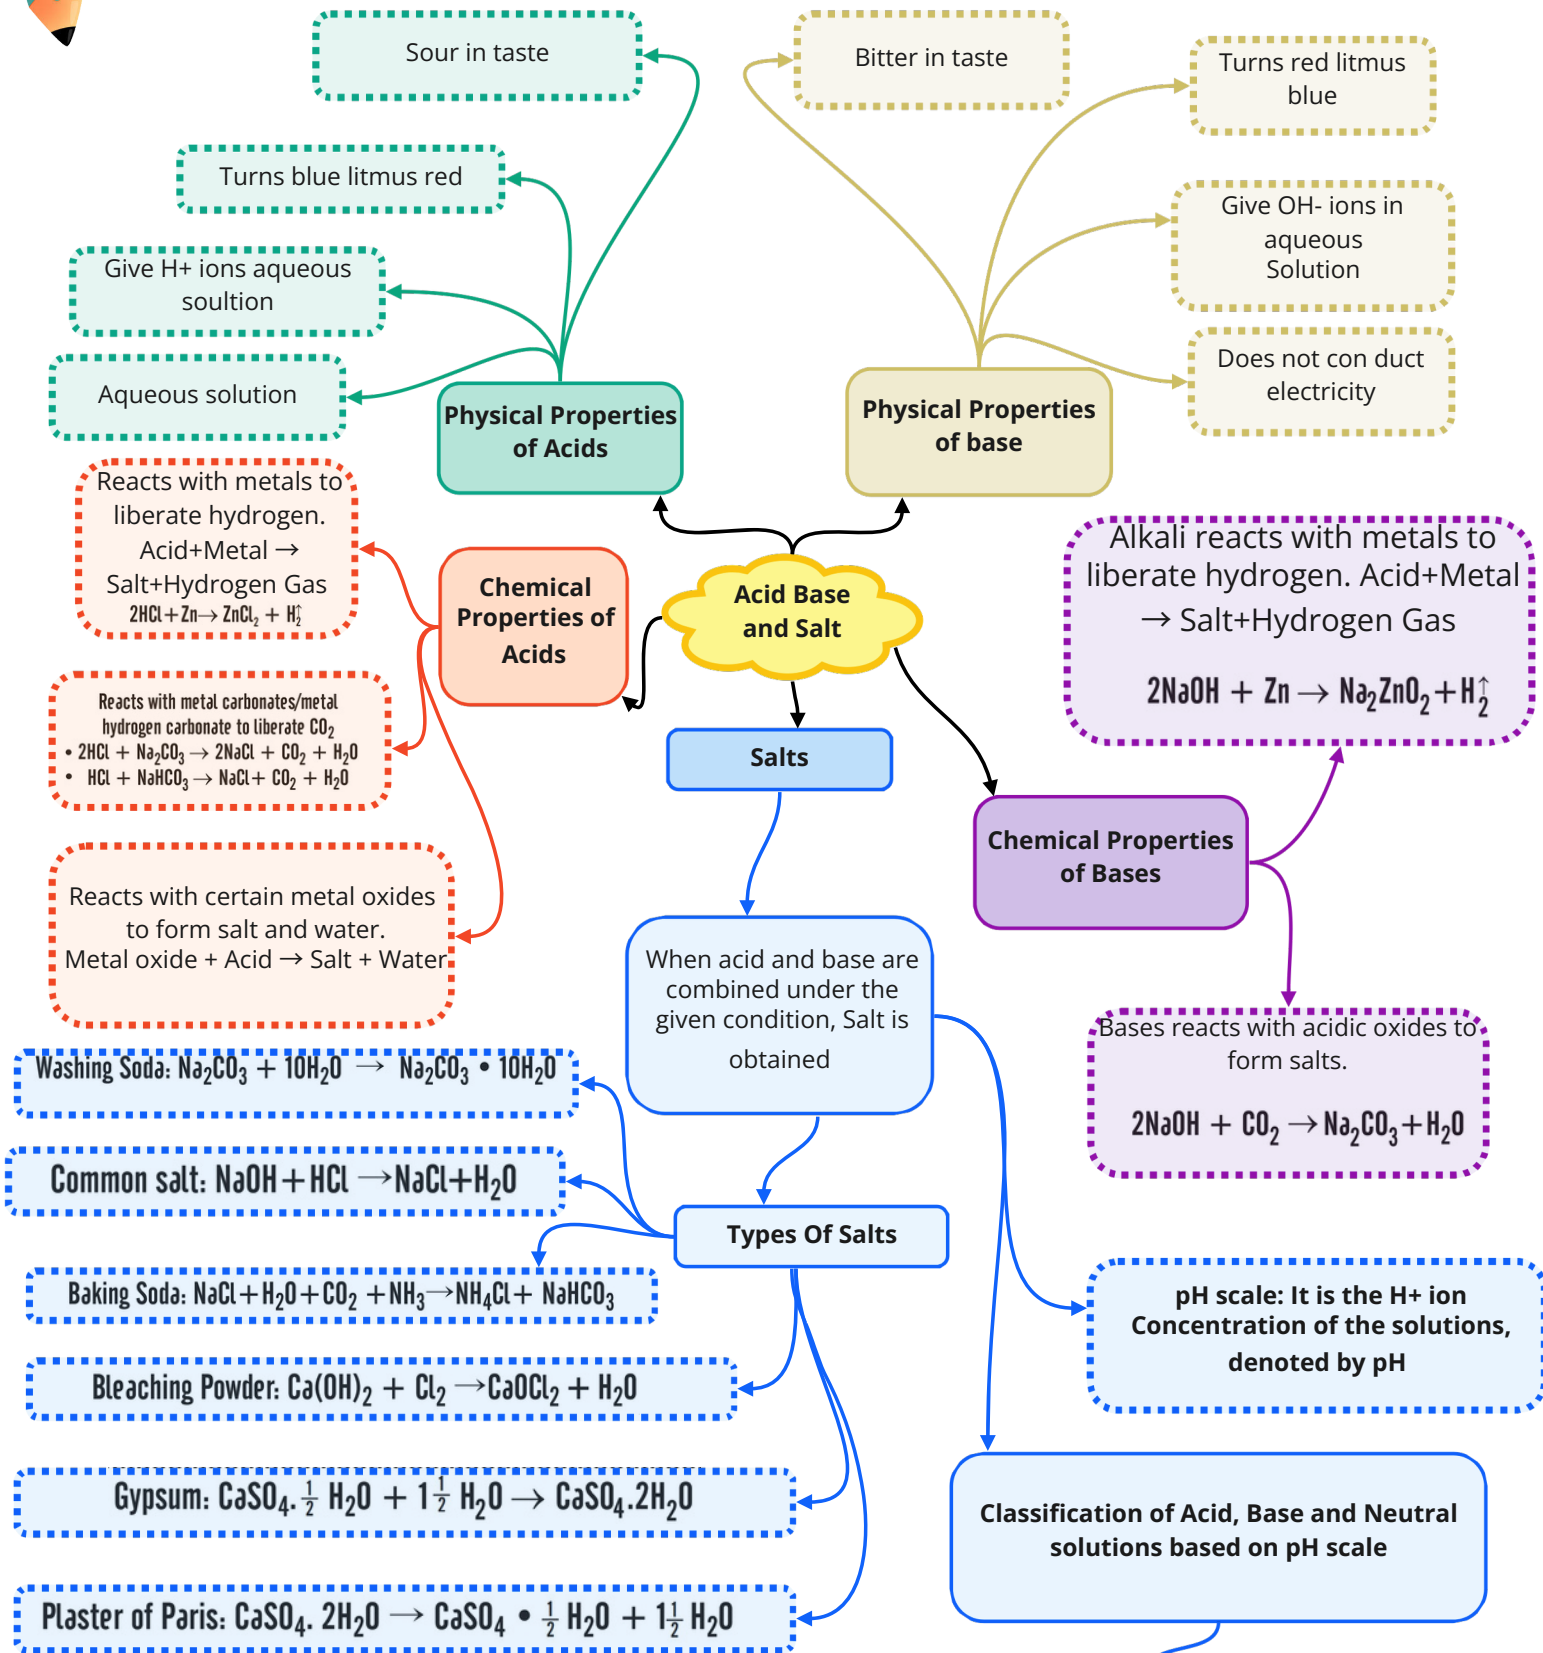 Sour in taste
Turns blue litmus red
Give H+ ions aqueous
soultion
Aqueous solution
Physical Properties
of Acids
Bitter in taste
Turns red litmus
blue
Give OH- ions in
aqueous
Solution
Does not con duct
electricity
Physical Properties
of base
Reacts with metals to
liberate hydrogen.
Acid+Metal →
Salt+Hydrogen Gas
2HCl+Zn→ ZnCl₂ + H₂↑
Chemical
Properties of
Acids
Acid Base
and Salt
Alkali reacts with metals to
liberate hydrogen. Acid+Metal
→ Salt+Hydrogen Gas
2NaOH + Zn → Na₂ZnO₂+H₂↑
Reacts with metal carbonates/metal
hydrogen carbonate to liberate CO₂
• 2HCl + Na₂CO₃ → 2NaCl + CO₂ + H₂O
• HCl + NaHCO₃ → NaCl+ CO₂ + H₂O
Salts
Chemical Properties
of Bases
Reacts with certain metal oxides
to form salt and water.
Metal oxide + Acid → Salt + Water
When acid and base are
combined under the
given condition, Salt is
obtained
Bases reacts with acidic oxides to
form salts.
2NaOH + CO₂ → Na₂CO₃+H₂O
Washing Soda: Na₂CO₃ + 10H₂O → Na₂CO₃ • 10H₂O
Common salt: NaOH+HCl →NaCl+H₂O
Types Of Salts
Baking Soda: NaCl+H₂O+CO₂ +NH₃→NH₄Cl+ NaHCO₃
pH scale: It is the H+ ion
Concentration of the solutions,
denoted by pH
Bleaching Powder: Ca(OH)₂ + Cl₂ →CaOCl₂ + H₂O
Gypsum: CaSO₄.½ H₂O + 1½ H₂O → CaSO₄.2H₂O
Classification of Acid, Base and Neutral
solutions based on pH scale
Plaster of Paris: CaSO₄. 2H₂O → CaSO₄ • ½ H₂O + 1½ H₂O